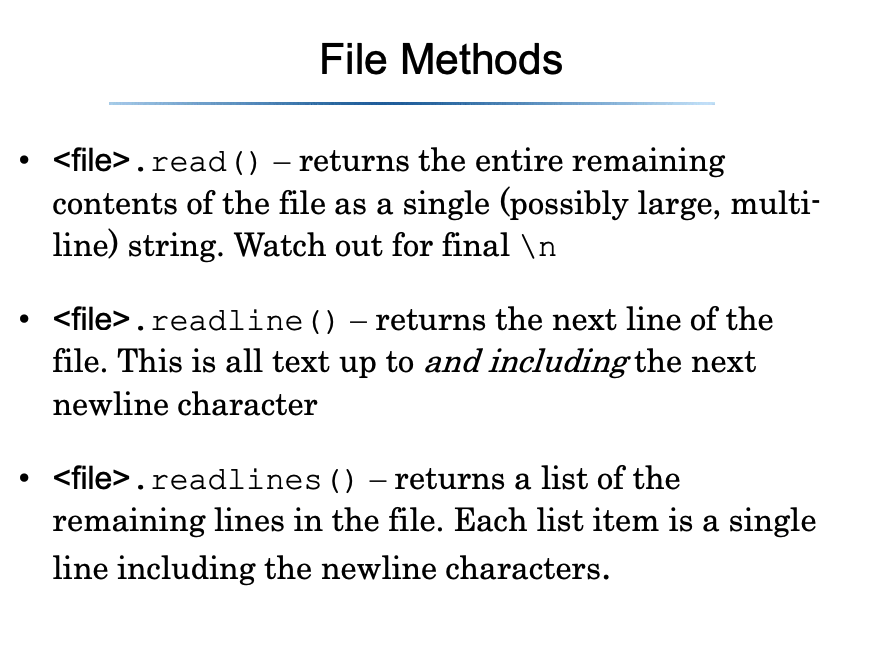 File Methods
• <file>.read() – returns the entire remaining
contents of the file as a single (possibly large, multi-
line) string. Watch out for final \n
• <file>.readline() – returns the next line of the
file. This is all text up to and including the next
newline character
• <file>.readlines() – returns a list of the
remaining lines in the file. Each list item is a single
line including the newline characters.